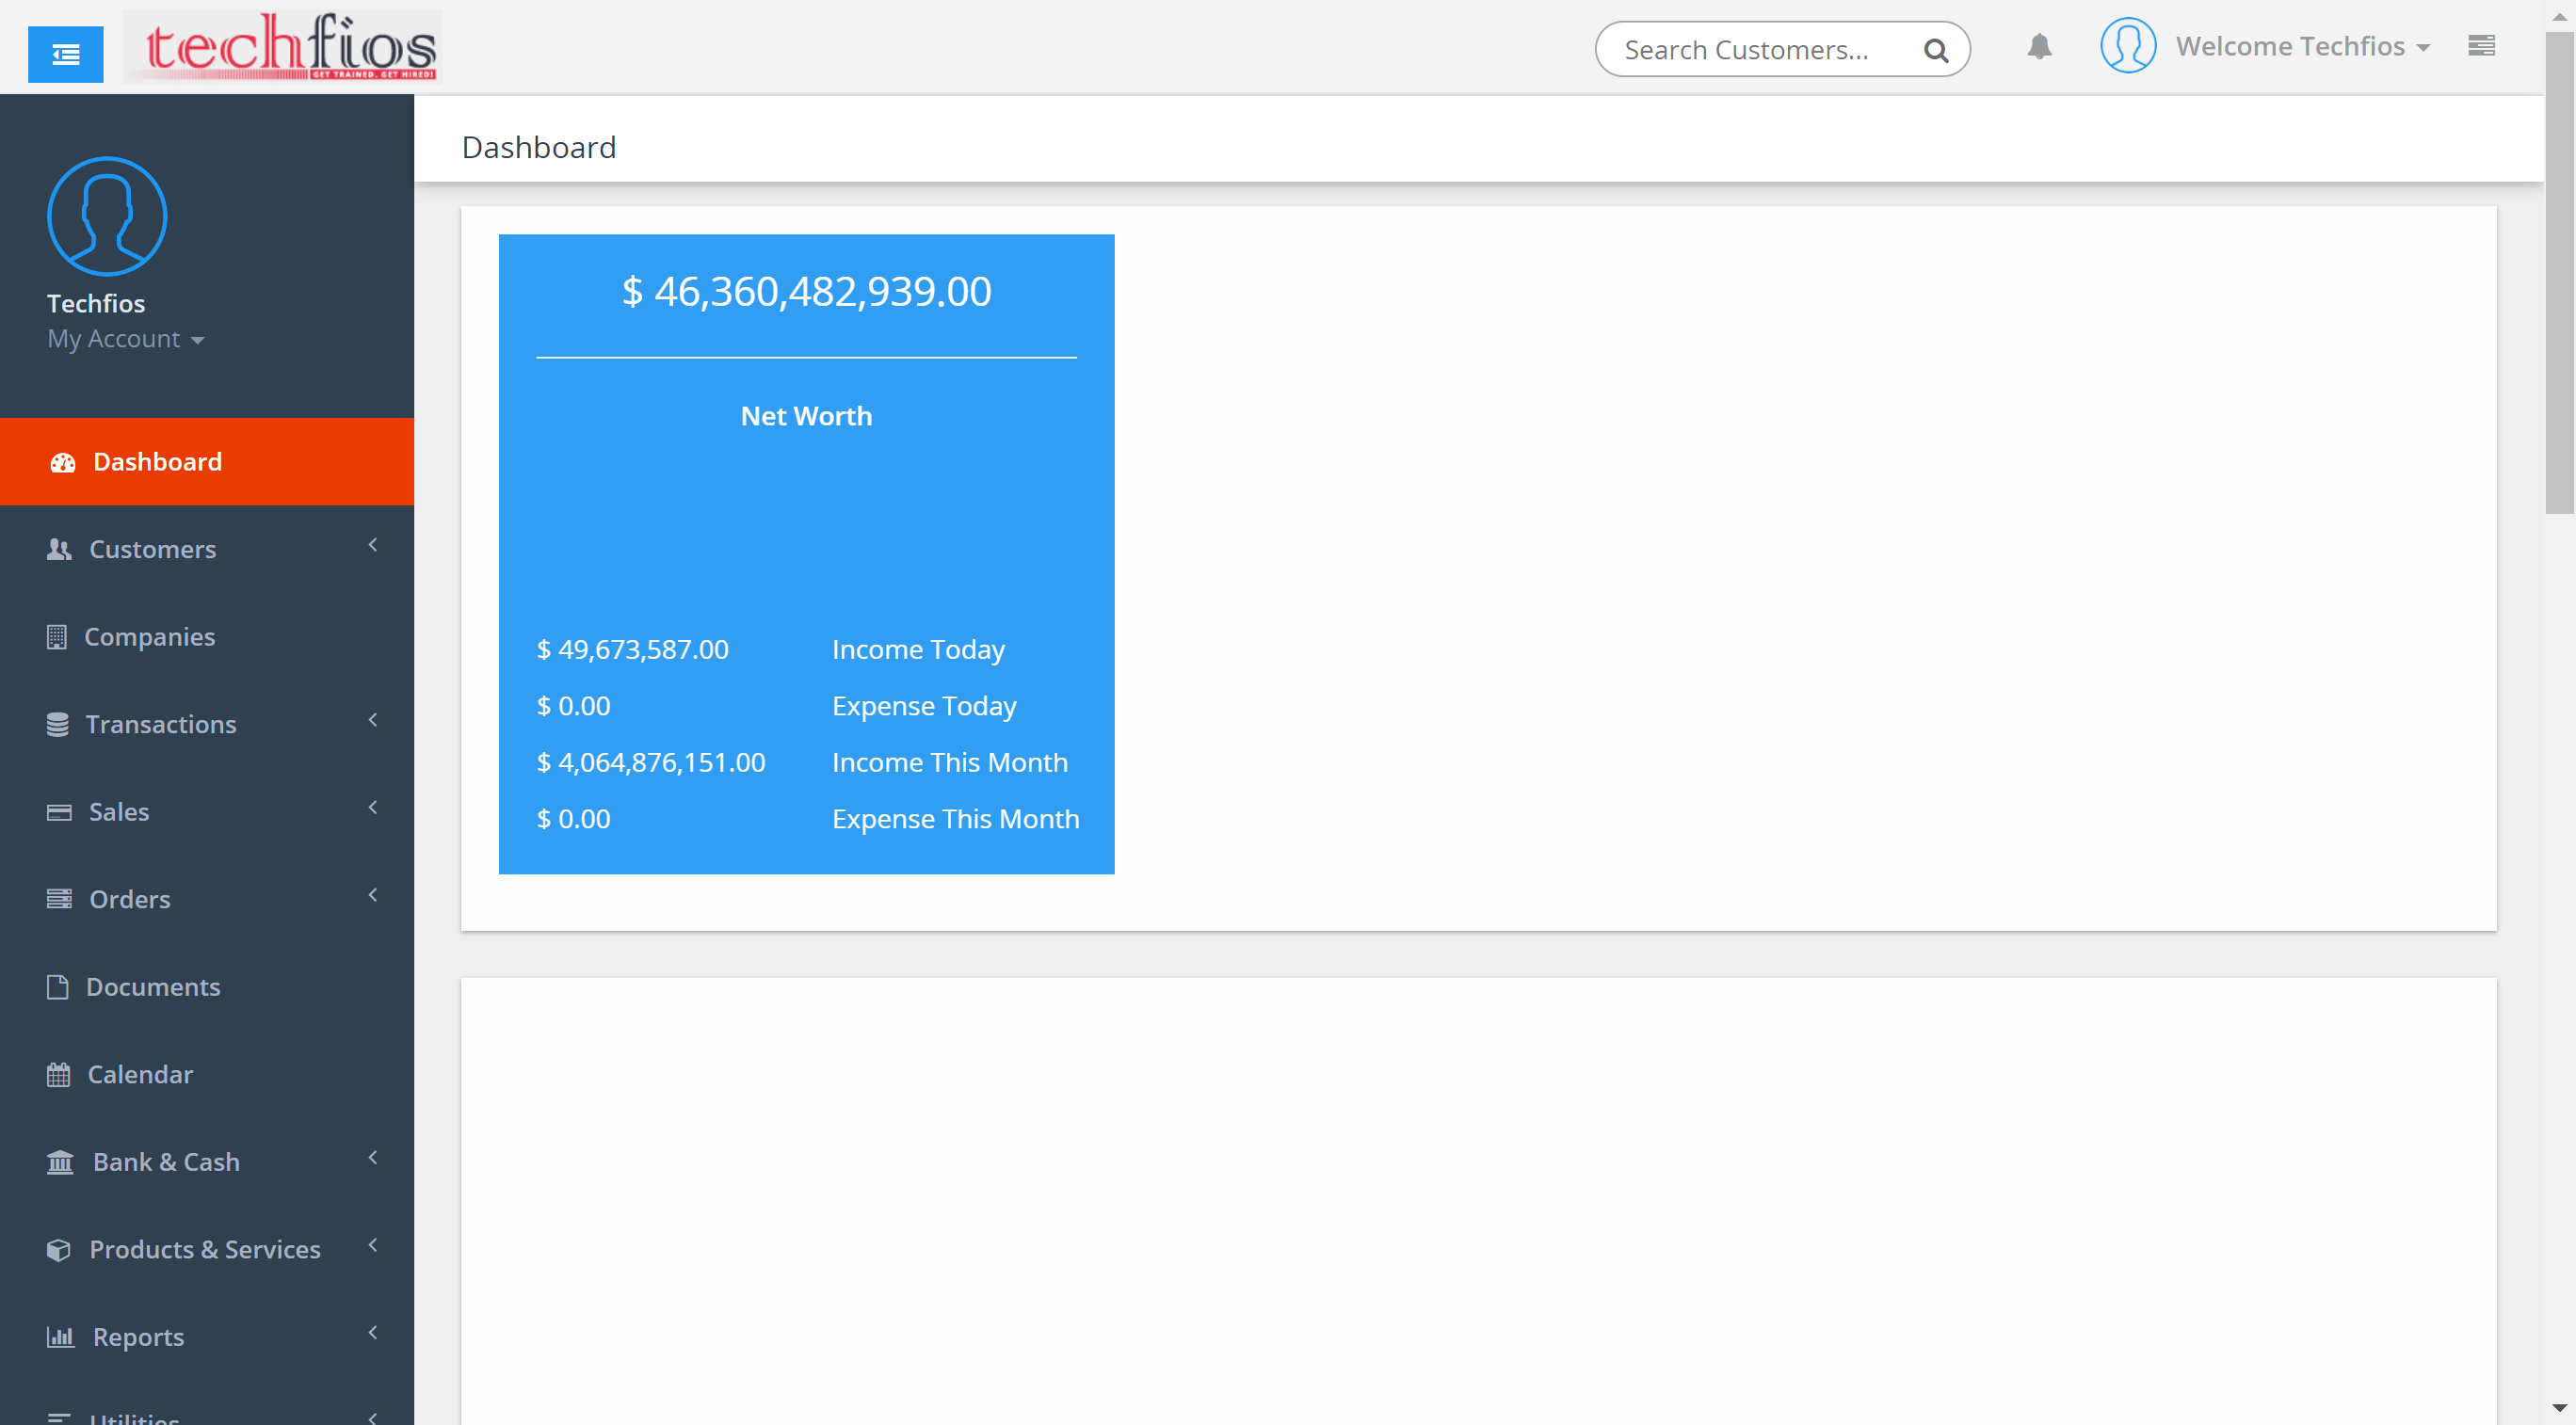 techfios
GET TRAINED. GET HIRED!
Search Customers...
Welcome Techfios
Techfios
My Account
Dashboard
Customers
Companies
Transactions
Sales
Orders
Documents
Calendar
Bank & Cash
Products & Services
Reports
Utilities
Dashboard
$ 46,360,482,939.00
Net Worth
$ 49,673,587.00 Income Today
$ 0.00 Expense Today
$ 4,064,876,151.00 Income This Month
$ 0.00 Expense This Month